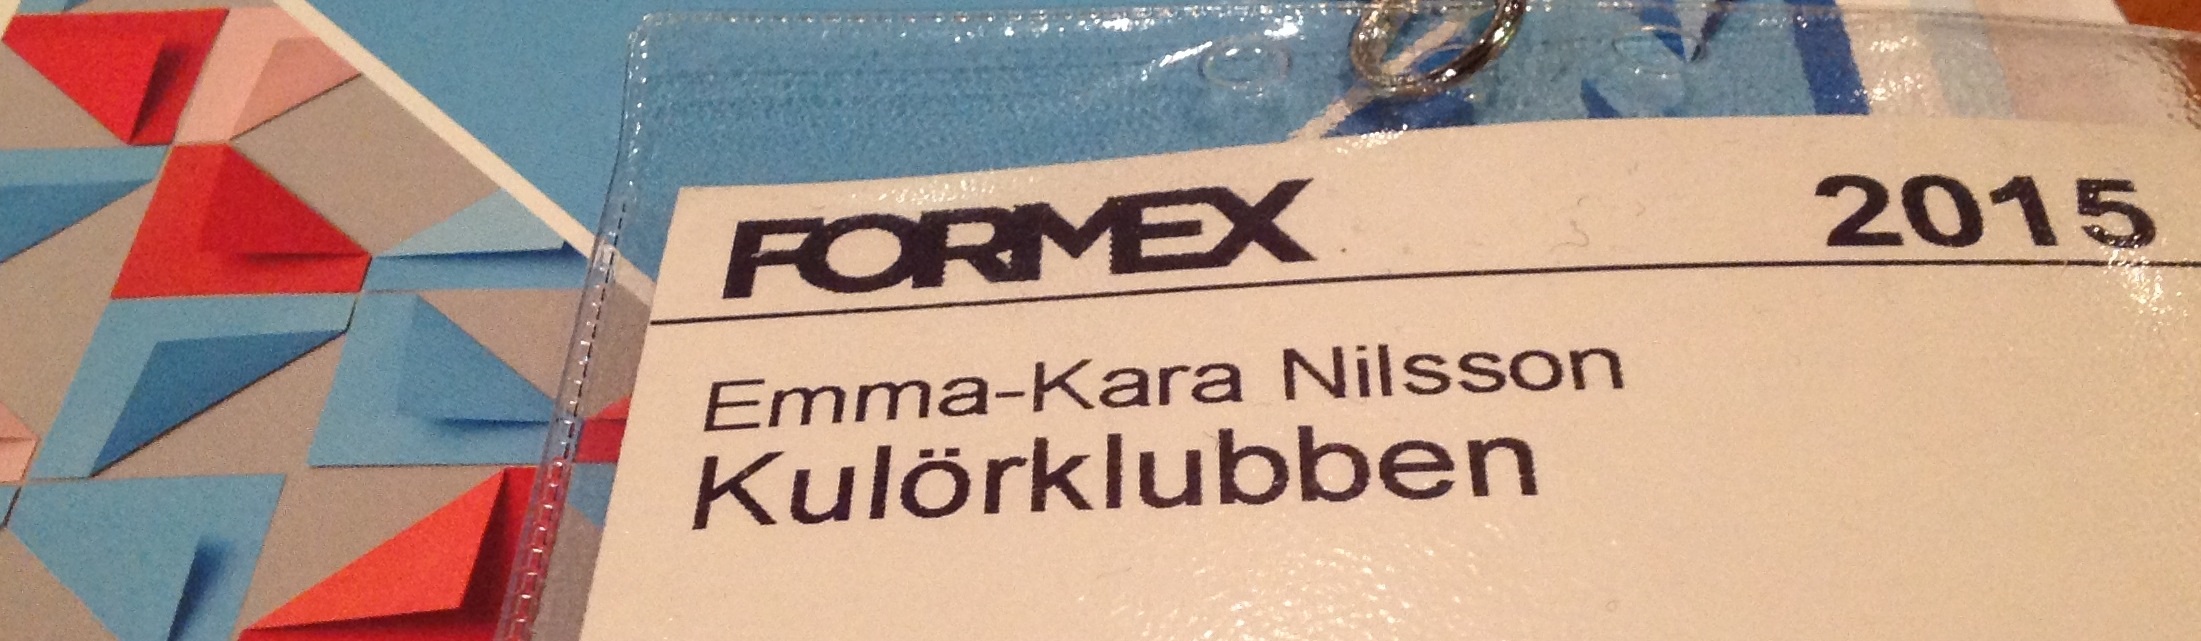 FORMEX 2015
Emma-Kara Nilsson
Kulörklubben